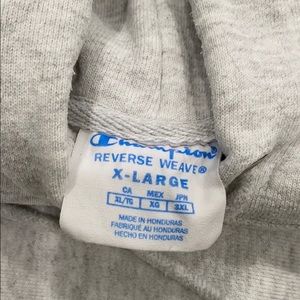 Champion
REVERSE WEAVE®
X-LARGE
CA MEX JPN
XL/TG XG 3XL
MADE IN HONDURAS
FABRIQUÉ AU HONDURAS
HECHO EN HONDURAS